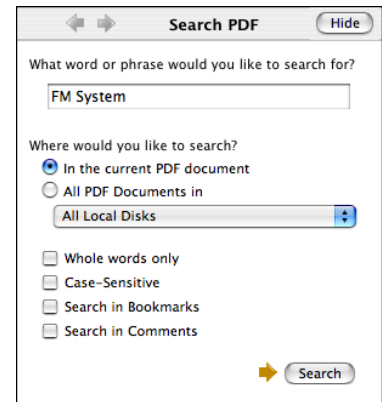 Search PDF
Hide
What word or phrase would you like to search for?
FM System
Where would you like to search?
In the current PDF document
All PDF Documents in
All Local Disks
Whole words only
Case-Sensitive
Search in Bookmarks
Search in Comments
Search